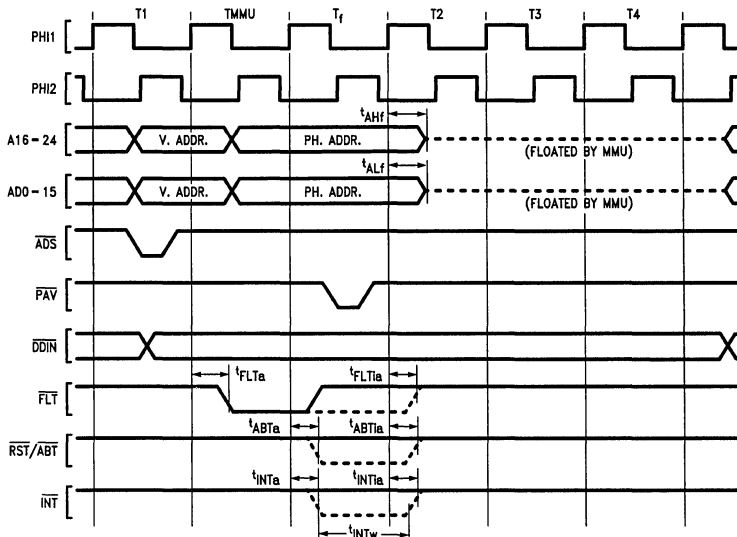 T1 TMMU Tf T2 T3 T4
PHI1
PHI2
tAHf
A16-24 V. ADDR. PH. ADDR. (FLOATED BY MMU)
tALf
AD0-15 V. ADDR. PH. ADDR. (FLOATED BY MMU)
ADS
PAV
DDIN
tFLTa tFLTia
FLT
tABTa tABTia
RST/ABT
tINTa tINTia
INT
tINTw